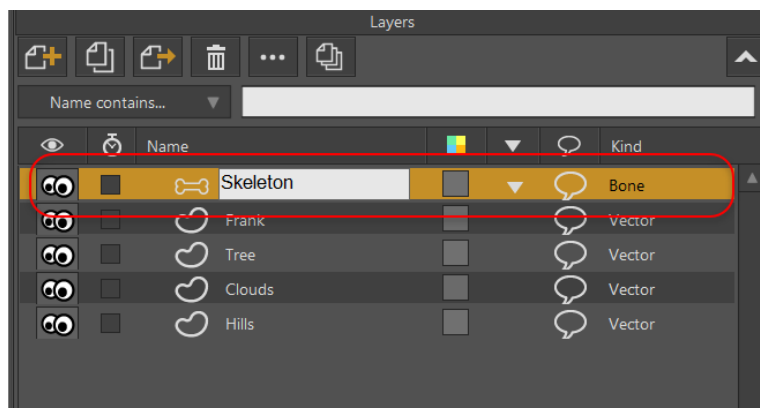 Layers
Name contains...
Name Kind
Skeleton Bone
Frank Vector
Tree Vector
Clouds Vector
Hills Vector